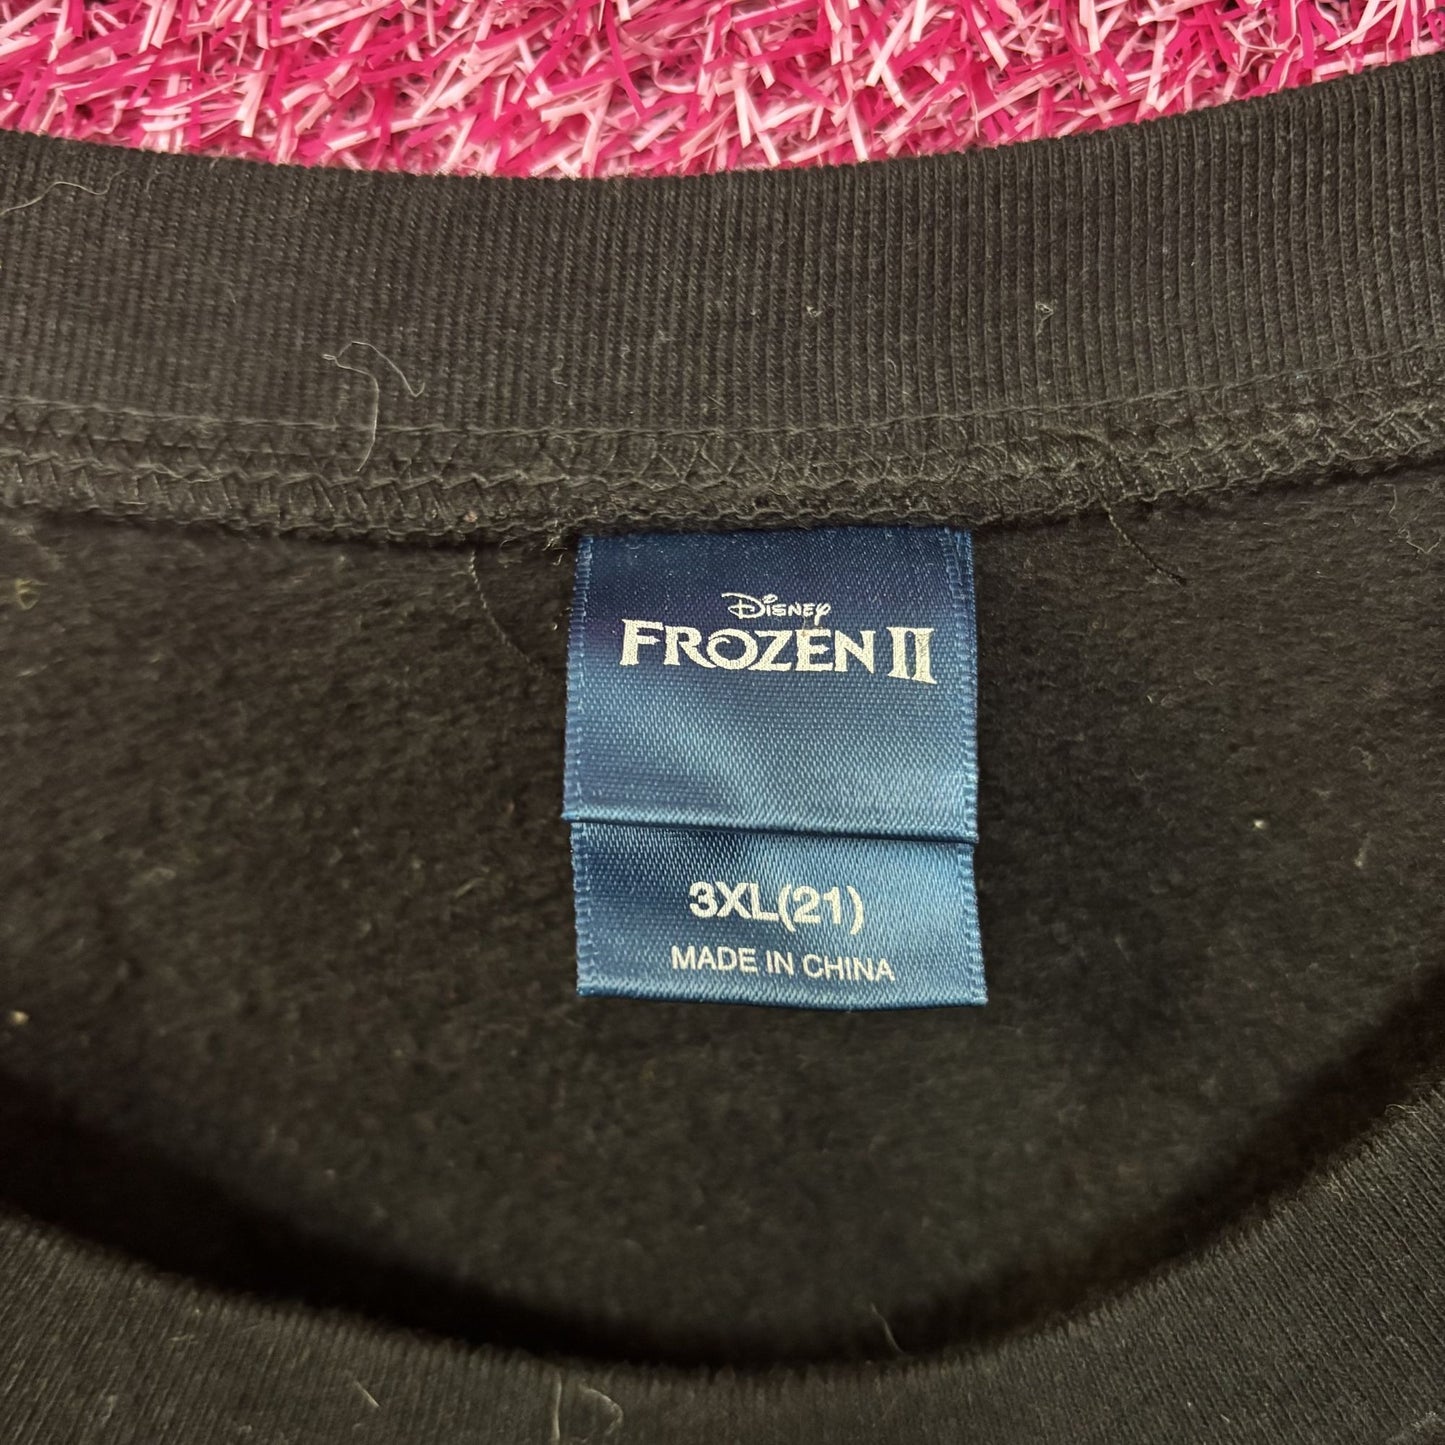 Disney
FROZEN II
3XL(21)
MADE IN CHINA